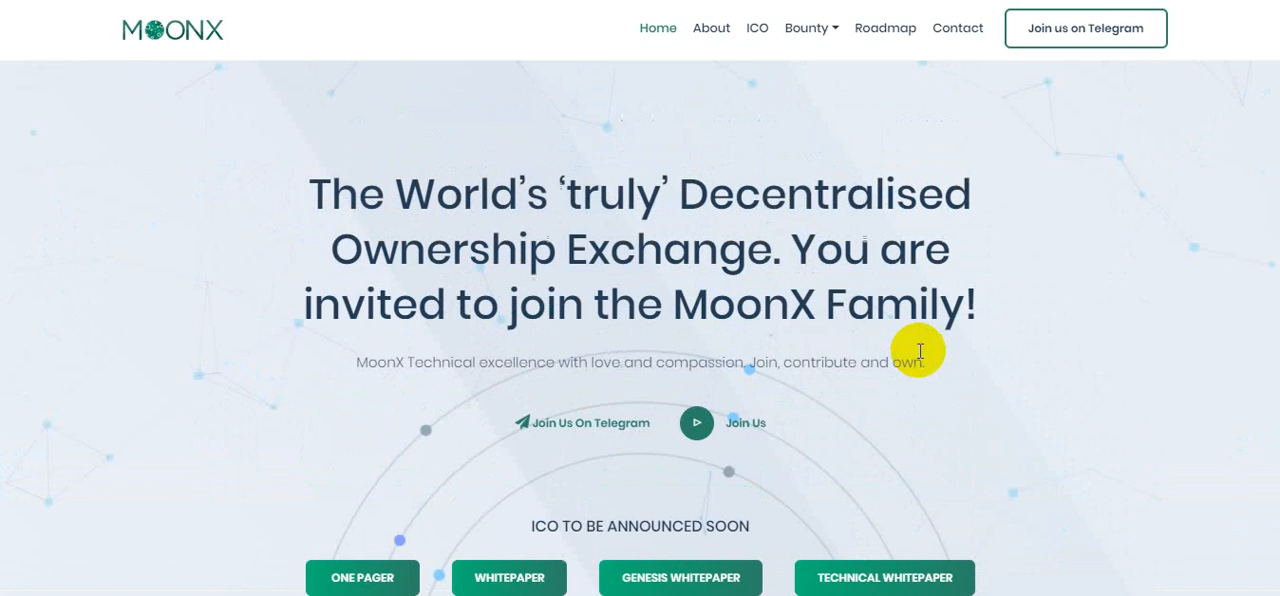 MOONX
Home About ICO Bounty Roadmap Contact Join us on Telegram
The World's ‘truly’ Decentralised
Ownership Exchange. You are
invited to join the MoonX Family!
MoonX Technical excellence with love and compassion. Join, contribute and own.
Join Us On Telegram Join Us
ICO TO BE ANNOUNCED SOON
ONE PAGER WHITEPAPER GENESIS WHITEPAPER TECHNICAL WHITEPAPER